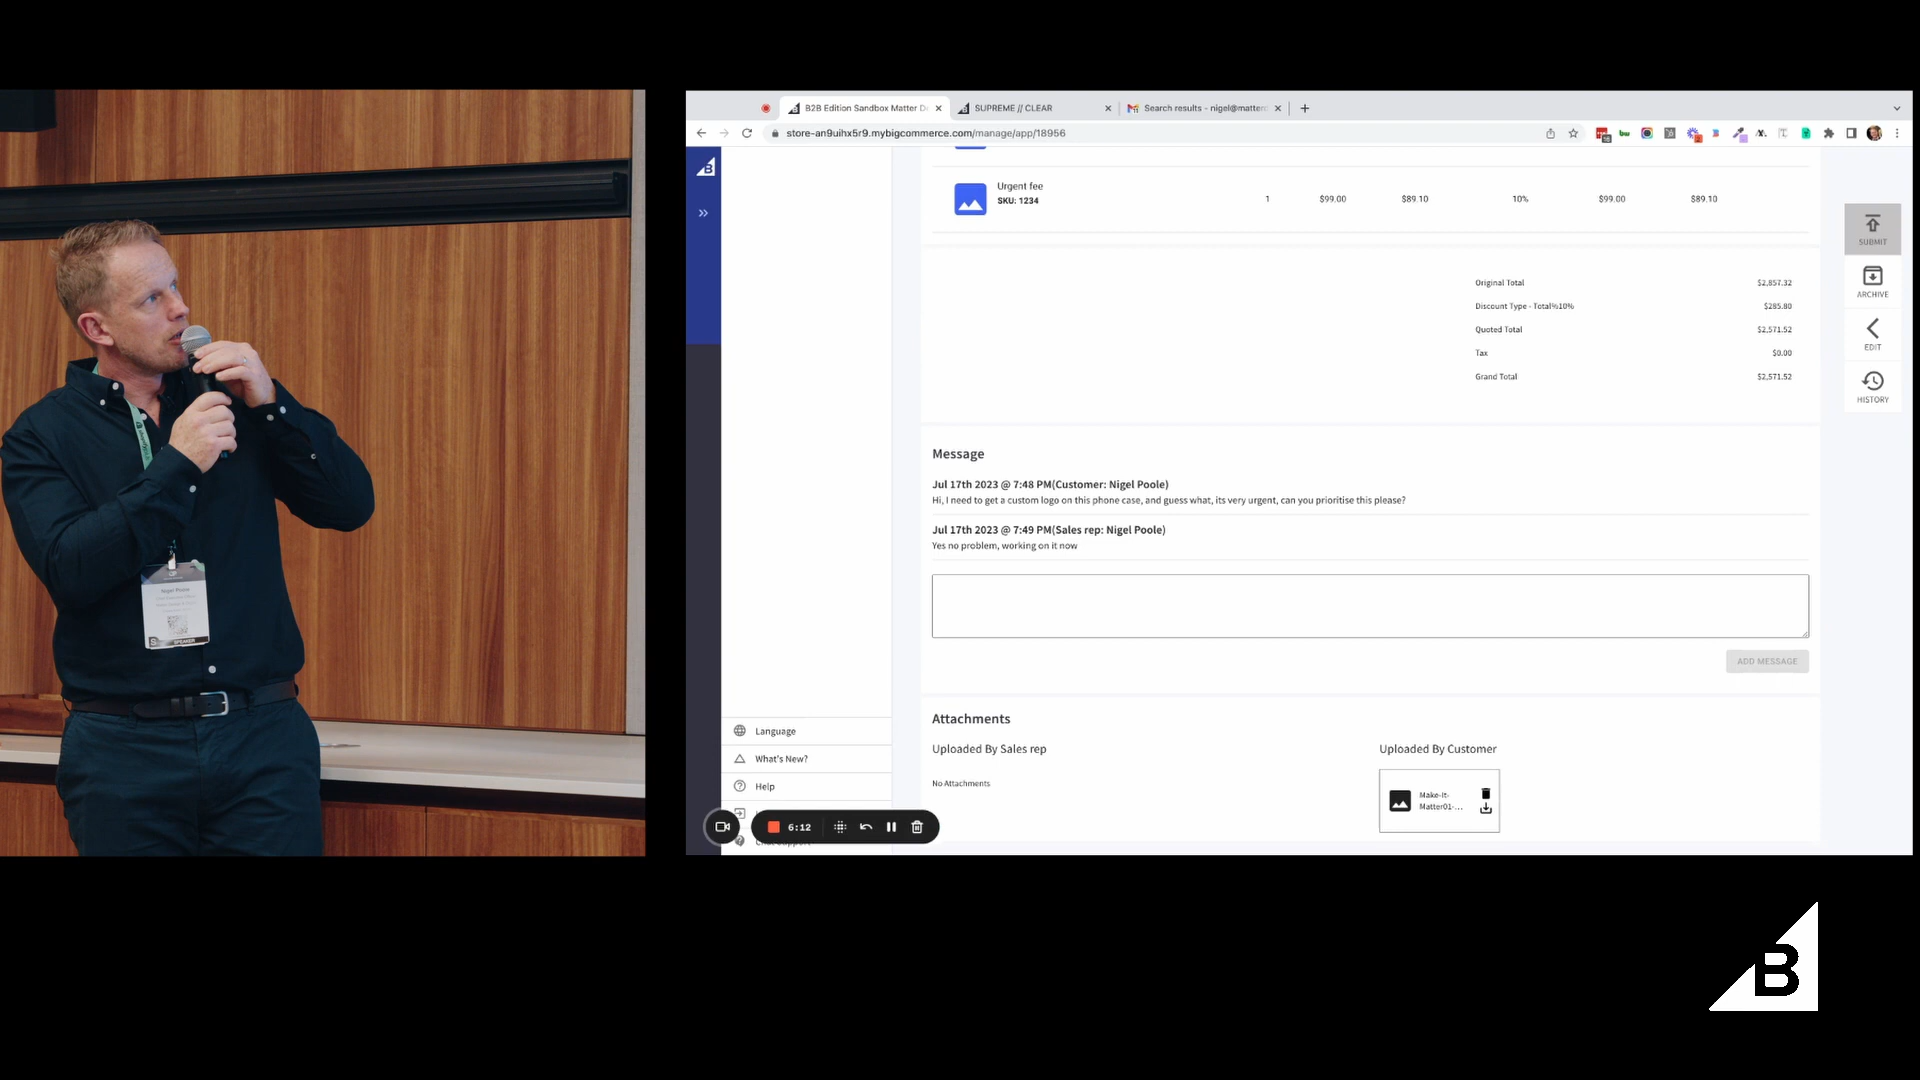 B2B Edition Sandbox Matter D
SUPREME // CLEAR
Search results - nigel@matter
store-an9uihx5r9.mybigcommerce.com/manage/app/18956
B
Urgent fee
SKU: 1234
1
$99.00
$89.10
10%
$99.00
$89.10
SUBMIT
ARCHIVE
EDIT
HISTORY
Original Total
$2,857.32
Discount Type - Total%10%
$285.80
Quoted Total
$2,571.52
Tax
$0.00
Grand Total
$2,571.52
Message
Jul 17th 2023 @ 7:48 PM(Customer: Nigel Poole)
Hi, I need to get a custom logo on this phone case, and guess what, its very urgent, can you prioritise this please?
Jul 17th 2023 @ 7:49 PM(Sales rep: Nigel Poole)
Yes no problem, working on it now
ADD MESSAGE
Attachments
Uploaded By Sales rep
Uploaded By Customer
No Attachments
Make-It-
Matter01-...
Language
What's New?
Help
6:12
Nigel Poole
SPEAKER
B